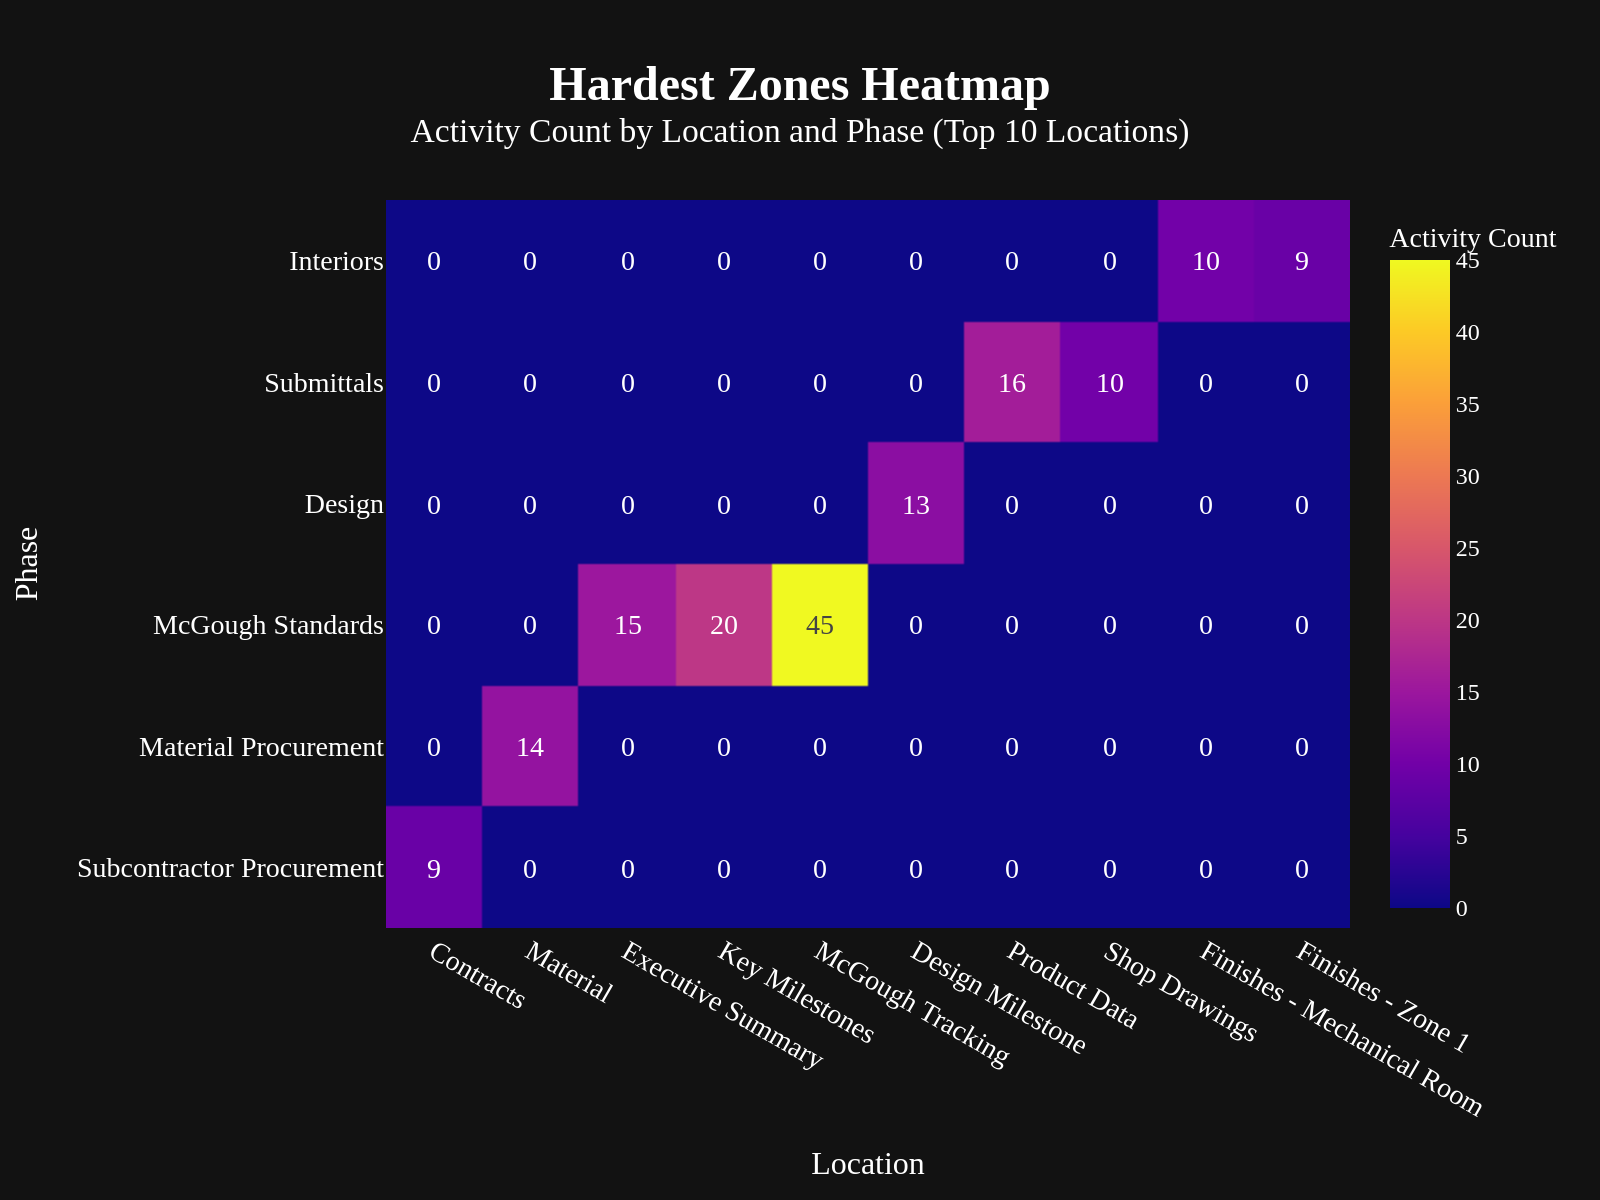 Hardest Zones Heatmap
Activity Count by Location and Phase (Top 10 Locations)
Activity Count
Phase
Interiors 0 0 0 0 0 0 0 0 10 9
Submittals 0 0 0 0 0 0 16 10 0 0
Design 0 0 0 0 0 13 0 0 0 0
McGough Standards 0 0 15 20 45 0 0 0 0 0
Material Procurement 0 14 0 0 0 0 0 0 0 0
Subcontractor Procurement 9 0 0 0 0 0 0 0 0 0
45
40
35
30
25
20
15
10
5
0
Contracts
Material
Executive Summary
Key Milestones
McGough Tracking
Design Milestone
Product Data
Shop Drawings
Finishes - Mechanical Room
Finishes - Zone 1
Location